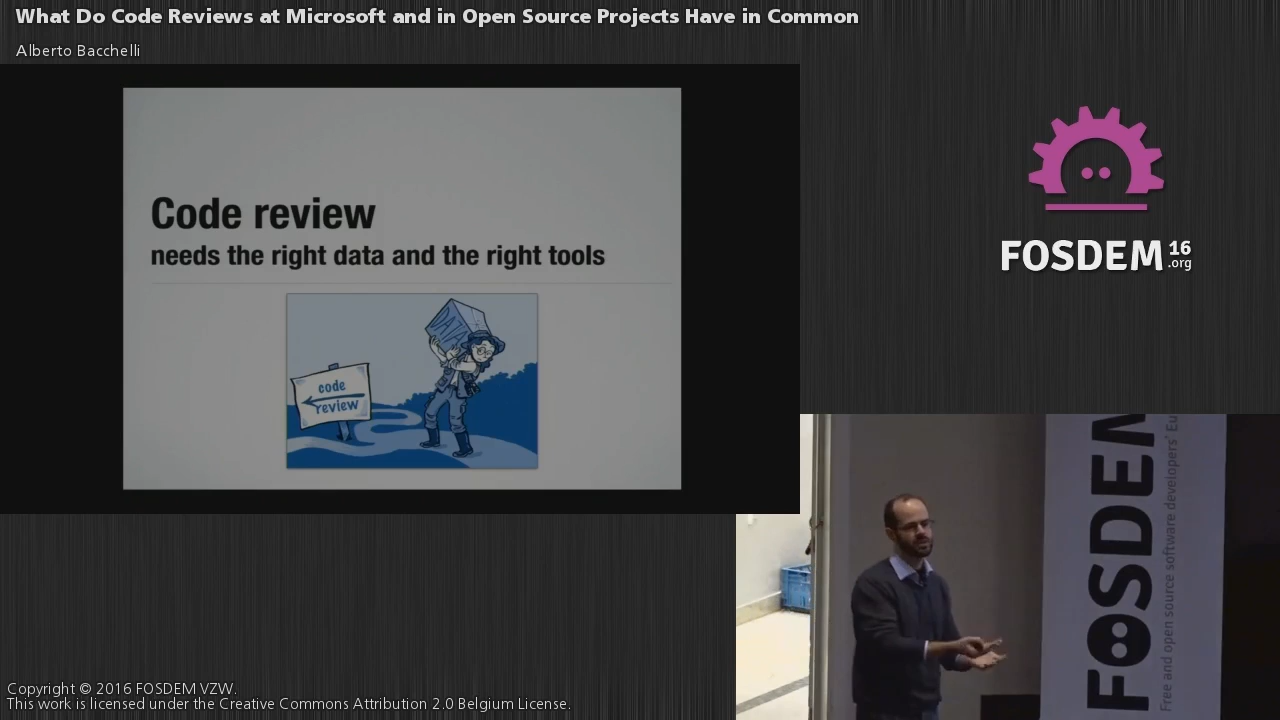 What Do Code Reviews at Microsoft and in Open Source Projects Have in Common
Alberto Bacchelli
Code review
needs the right data and the right tools
DATA
code
review
FOSDEM 16
.org
FOSDEM
Free and open source software developers' Eu
Copyright © 2016 FOSDEM VZW.
This work is licensed under the Creative Commons Attribution 2.0 Belgium License.